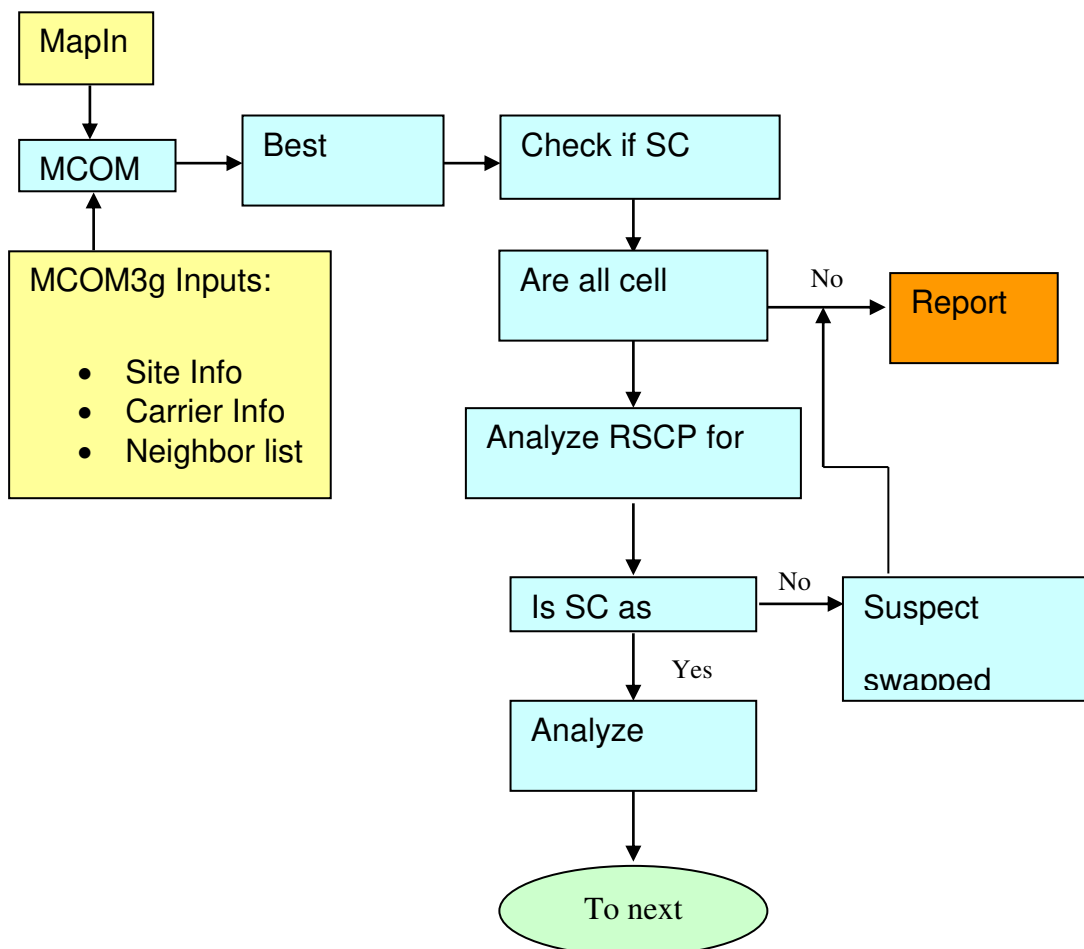 MapIn
MCOM
Best
Check if SC
MCOM3g Inputs:
• Site Info
• Carrier Info
• Neighbor list
Are all cell
No
Report
Analyze RSCP for
Is SC as
No
Suspect
swapped
Yes
Analyze
To next